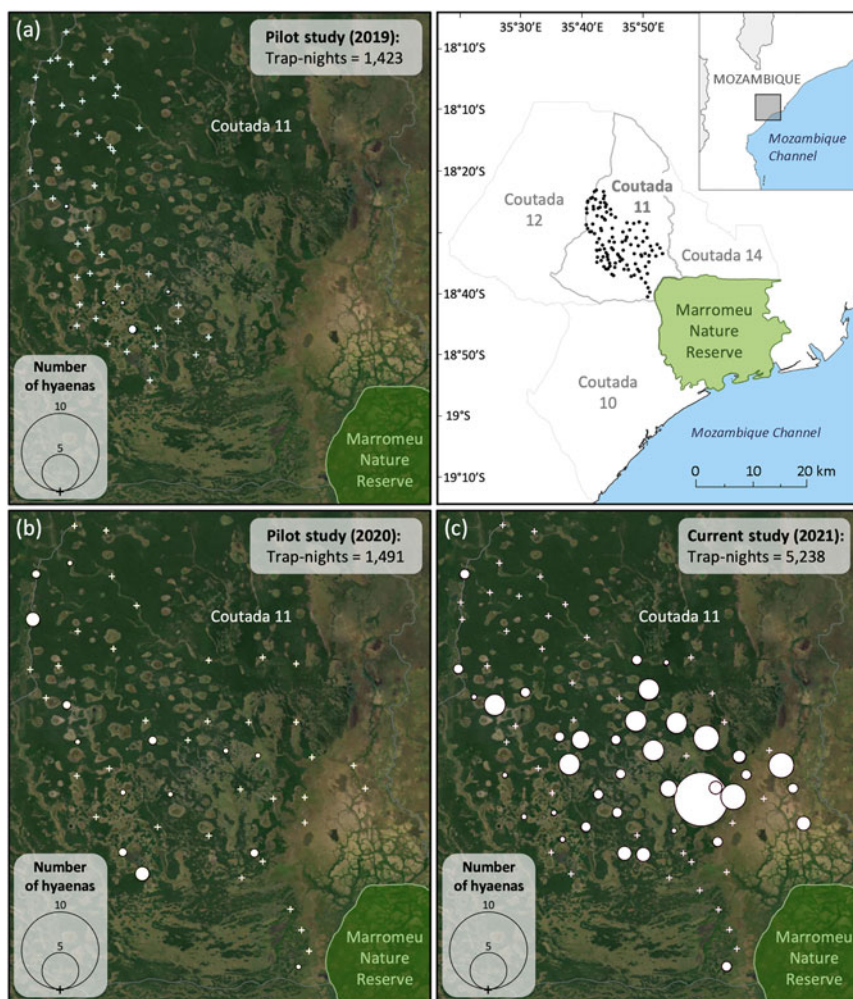 (a)
Pilot study (2019):
Trap-nights = 1,423
Coutada 11
Number
of hyaenas
10
5
Marromeu
Nature
Reserve
35°30'E
35°40'E
35°50'E
18°10'S
18°10'S
18°20'S
18°30'S
18°40'S
18°50'S
19°S
19°10'S
MOZAMBIQUE
Mozambique
Channel
Coutada
12
Coutada
11
Coutada 14
Marromeu
Nature
Reserve
Coutada
10
Mozambique Channel
0 10 20 km
(b)
Pilot study (2020):
Trap-nights = 1,491
Coutada 11
Number
of hyaenas
10
5
Marromeu
Nature
Reserve
(c)
Current study (2021):
Trap-nights = 5,238
Coutada 11
Number
of hyaenas
10
5
Marromeu
Nature
Reserve